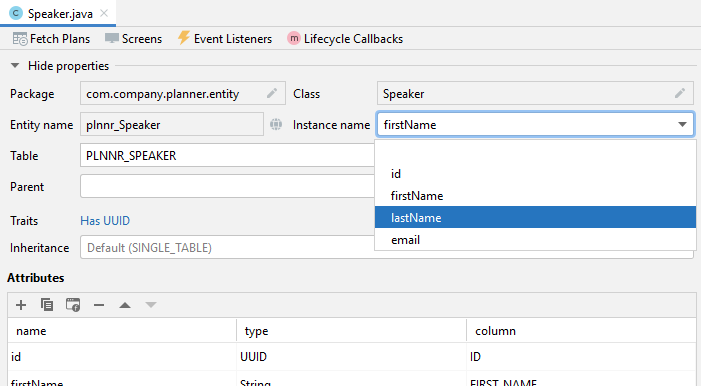 Speaker.java
Fetch Plans Screens Event Listeners Lifecycle Callbacks
Hide properties
Package com.company.planner.entity Class Speaker
Entity name plnnr_Speaker Instance name firstName
Table PLNNR_SPEAKER
id
Parent
firstName
lastName
Traits Has UUID
email
Inheritance Default (SINGLE_TABLE)
Attributes
name type column
id UUID ID
firstName String FIRST_NAME